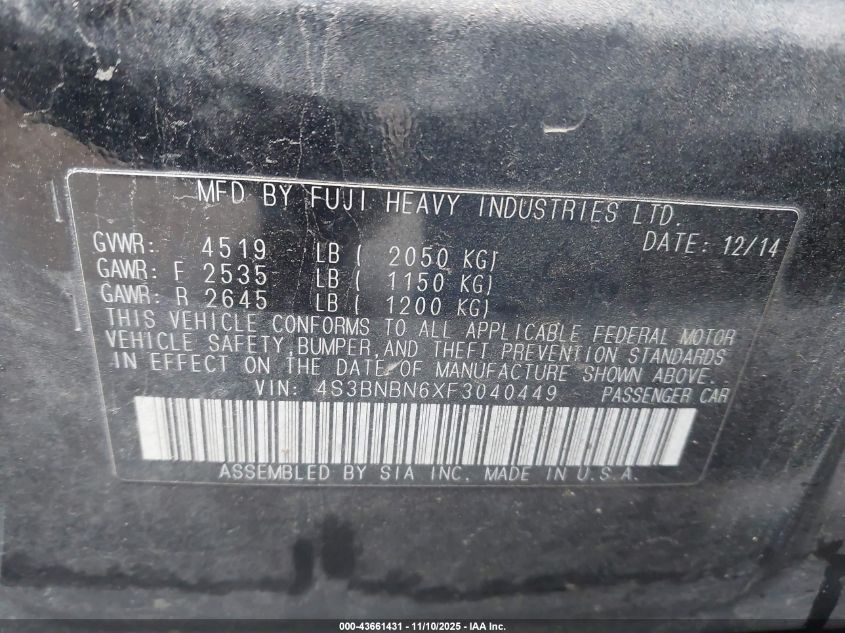 MFD BY FUJI HEAVY INDUSTRIES LTD.
DATE: 12/14
GVWR: 4519 LB ( 2050 KG)
GAWR: F 2535 LB ( 1150 KG)
GAWR: R 2645 LB ( 1200 KG)
THIS VEHICLE CONFORMS TO ALL APPLICABLE FEDERAL MOTOR
VEHICLE SAFETY, BUMPER, AND THEFT PREVENTION STANDARDS
IN EFFECT ON THE DATE OF MANUFACTURE SHOWN ABOVE.
VIN: 4S3BNBN6XF3040449 PASSENGER CAR
ASSEMBLED BY SIA INC. MADE IN U.S.A.
000-43661431 - 11/10/2025 - IAA Inc.